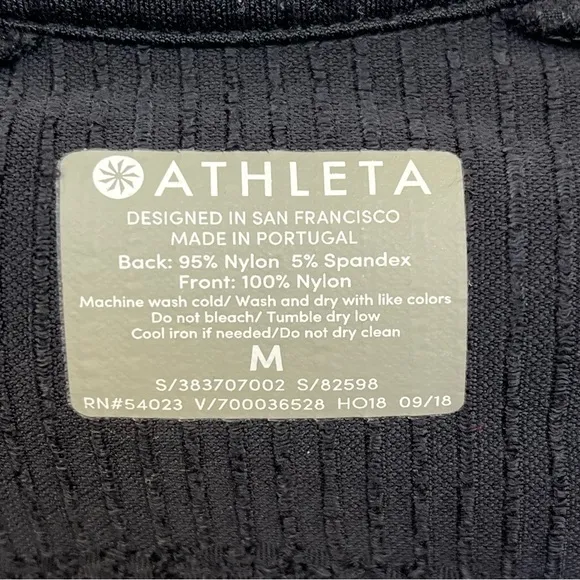 ATHLETA
DESIGNED IN SAN FRANCISCO
MADE IN PORTUGAL
Back: 95% Nylon 5% Spandex
Front: 100% Nylon
Machine wash cold/ Wash and dry with like colors
Do not bleach/ Tumble dry low
Cool iron if needed/Do not dry clean
M
S/383707002 S/82598
RN#54023 V/700036528 HO18 09/18